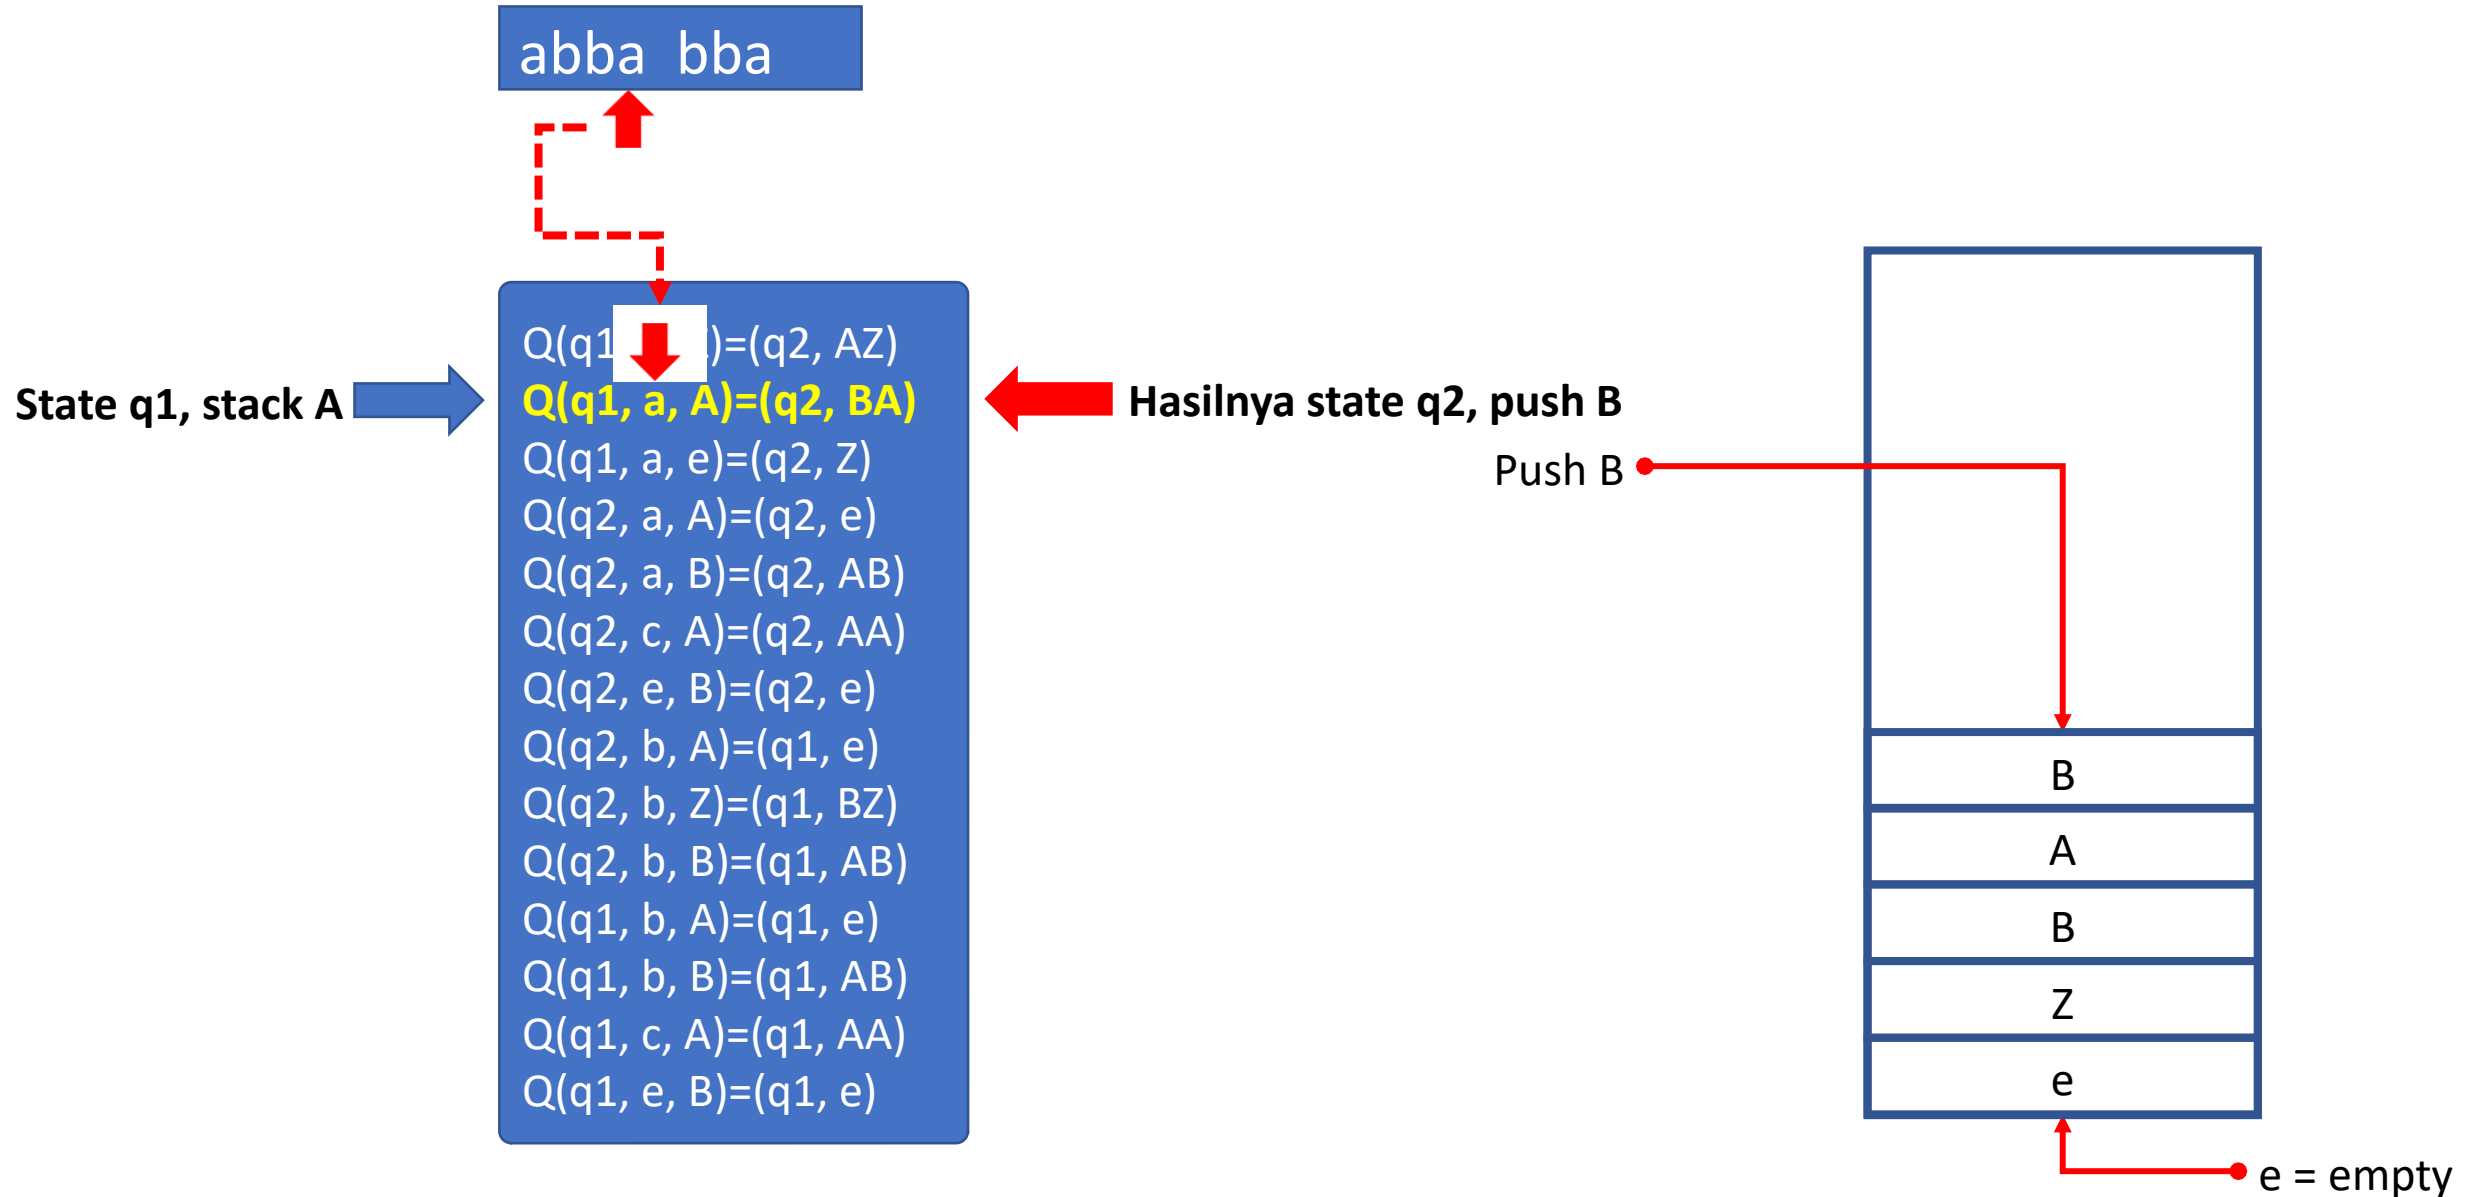 abba bba
Q(q1 )=(q2, AZ)
State q1, stack A
Q(q1, a, A)=(q2, BA)
Hasilnya state q2, push B
Q(q1, a, e)=(q2, Z)
Push B
Q(q2, a, A)=(q2, e)
Q(q2, a, B)=(q2, AB)
Q(q2, c, A)=(q2, AA)
Q(q2, e, B)=(q2, e)
Q(q2, b, A)=(q1, e)
Q(q2, b, Z)=(q1, BZ)
Q(q2, b, B)=(q1, AB)
Q(q1, b, A)=(q1, e)
Q(q1, b, B)=(q1, AB)
Q(q1, c, A)=(q1, AA)
Q(q1, e, B)=(q1, e)
B
A
B
Z
e
e = empty